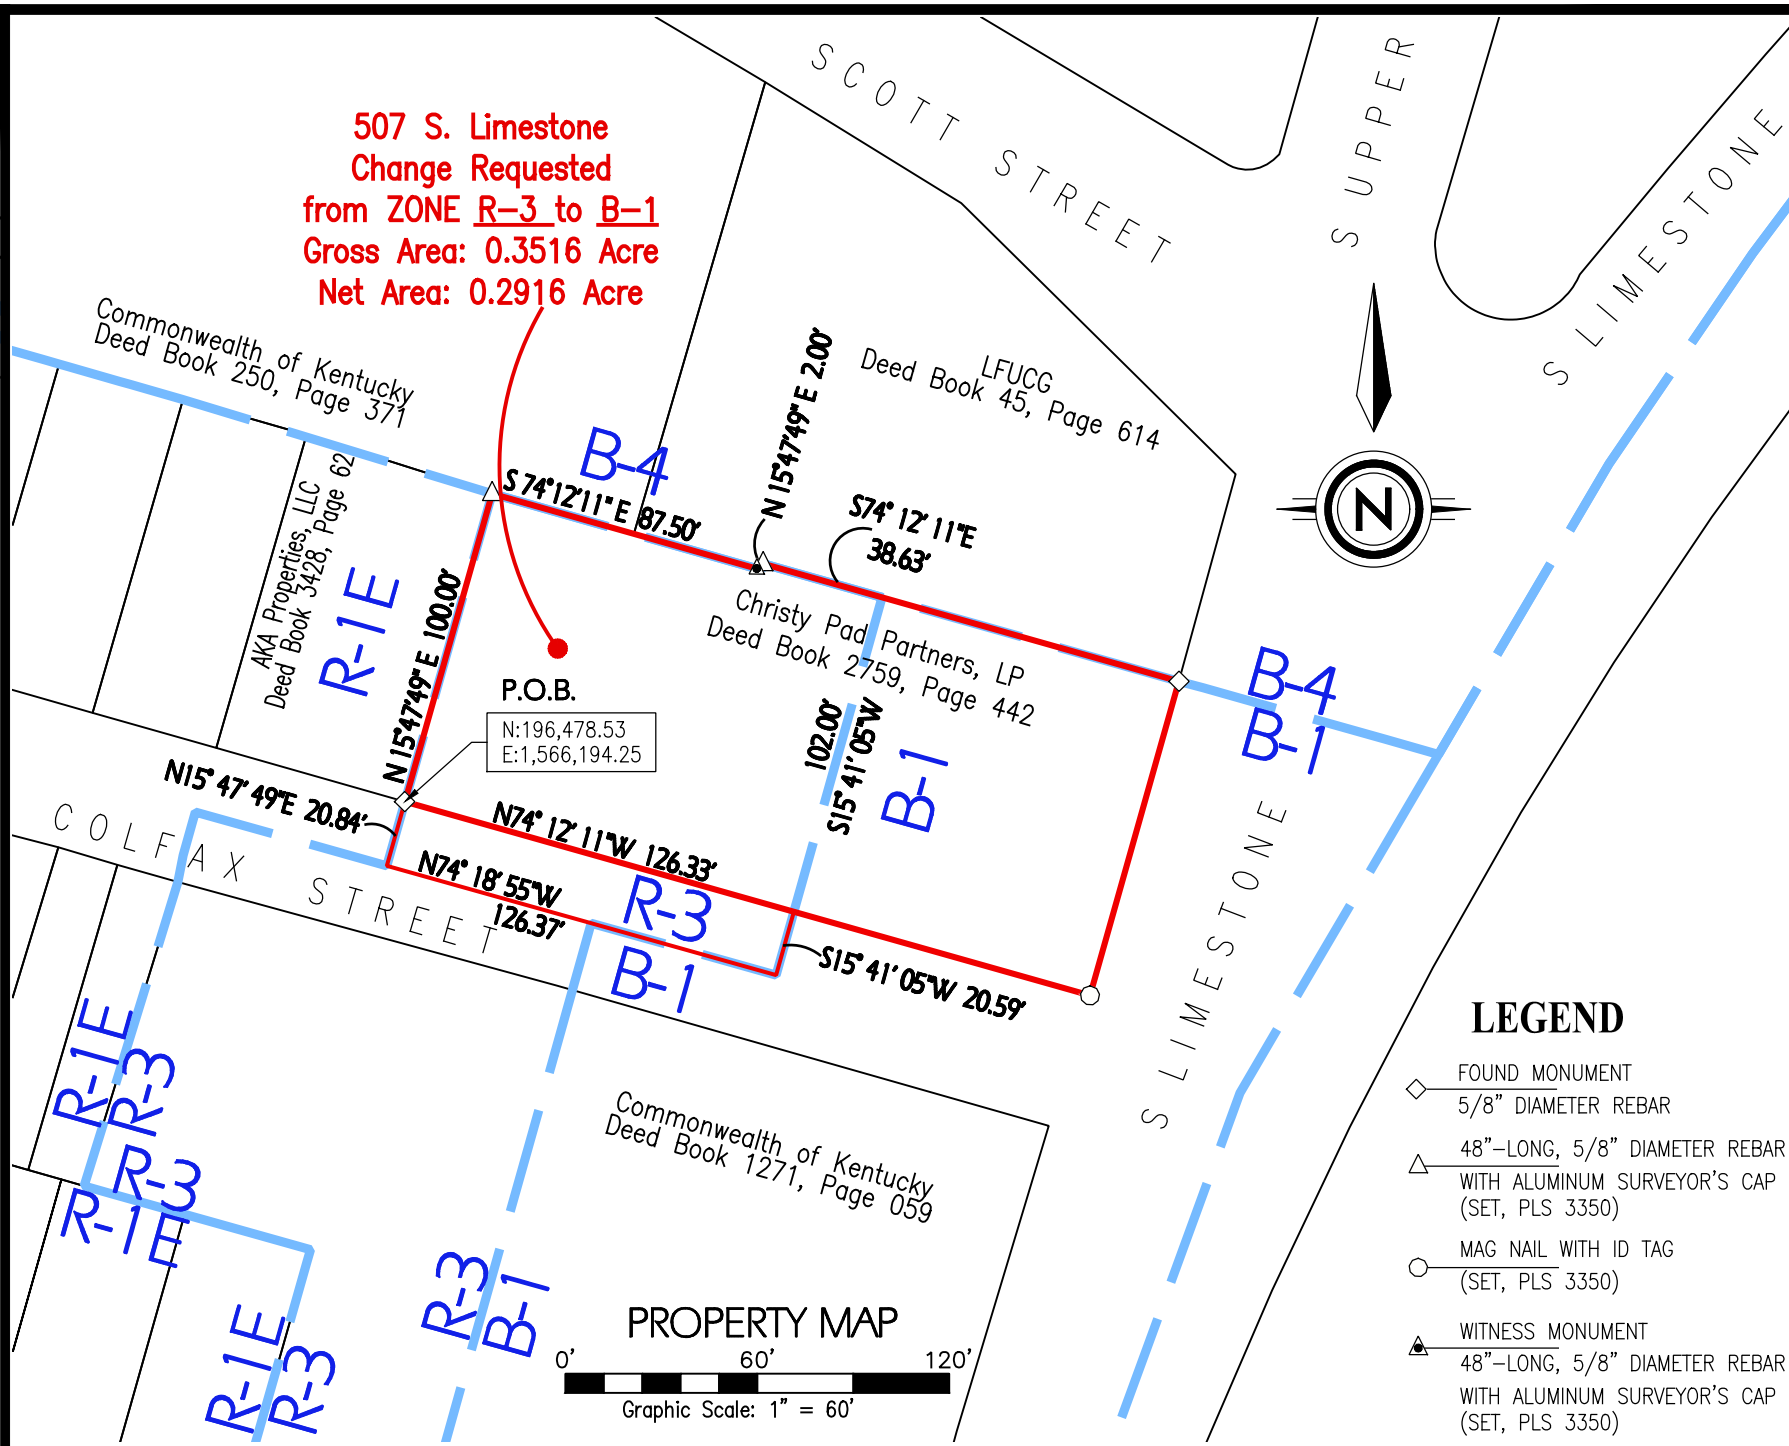 507 S. Limestone
Change Requested
from ZONE R-3 to B-1
Gross Area: 0.3516 Acre
Net Area: 0.2916 Acre
SCOTT STREET
S UPPER
S LIMESTONE
Commonwealth of Kentucky
Deed Book 250, Page 371
LFUCG
Deed Book 45, Page 614
B-4
S 74°12'11" E 87.50'
N 15°47'49" E 2.00'
S74° 12' 11"E
38.63'
N
AKA Properties, LLC
Deed Book 3428, Page 62
R-1E
N 15°47'49" E 100.00'
Christy Pad Partners, LP
Deed Book 2759, Page 442
P.O.B.
N:196,478.53
E:1,566,194.25
102.00'
S15° 41' 05"W
B-1
B-4
B-1
N15° 47' 49"E 20.84'
COLFAX STREET
N74° 12' 11"W 126.33'
N74° 18' 55"W
126.37'
R-3
B-1
S15° 41' 05"W 20.59'
S LIMESTONE
R-1E
R-3
R-3
R-1E
Commonwealth of Kentucky
Deed Book 1271, Page 059
R-3
B-1
R-1E
R-3
PROPERTY MAP
0' 60' 120'
Graphic Scale: 1" = 60'
LEGEND
FOUND MONUMENT
5/8" DIAMETER REBAR
48"-LONG, 5/8" DIAMETER REBAR
WITH ALUMINUM SURVEYOR'S CAP
(SET, PLS 3350)
MAG NAIL WITH ID TAG
(SET, PLS 3350)
WITNESS MONUMENT
48"-LONG, 5/8" DIAMETER REBAR
WITH ALUMINUM SURVEYOR'S CAP
(SET, PLS 3350)